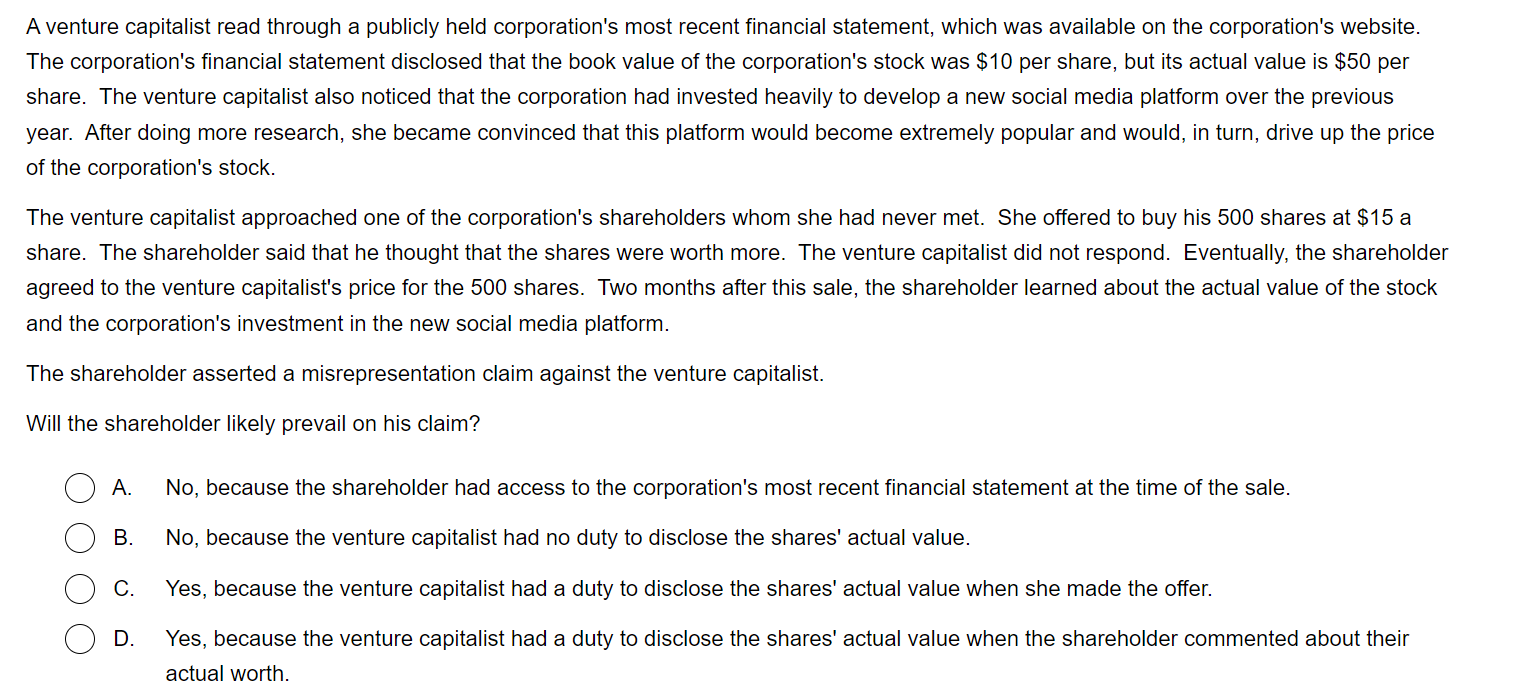 A venture capitalist read through a publicly held corporation's most recent financial statement, which was available on the corporation's website.
The corporation's financial statement disclosed that the book value of the corporation's stock was $10 per share, but its actual value is $50 per
share.  The venture capitalist also noticed that the corporation had invested heavily to develop a new social media platform over the previous
year.  After doing more research, she became convinced that this platform would become extremely popular and would, in turn, drive up the price
of the corporation's stock.
The venture capitalist approached one of the corporation's shareholders whom she had never met.  She offered to buy his 500 shares at $15 a
share.  The shareholder said that he thought that the shares were worth more.  The venture capitalist did not respond.  Eventually, the shareholder
agreed to the venture capitalist's price for the 500 shares.  Two months after this sale, the shareholder learned about the actual value of the stock
and the corporation's investment in the new social media platform.
The shareholder asserted a misrepresentation claim against the venture capitalist.
Will the shareholder likely prevail on his claim?
A. No, because the shareholder had access to the corporation's most recent financial statement at the time of the sale.
B. No, because the venture capitalist had no duty to disclose the shares' actual value.
C. Yes, because the venture capitalist had a duty to disclose the shares' actual value when she made the offer.
D. Yes, because the venture capitalist had a duty to disclose the shares' actual value when the shareholder commented about their
actual worth.